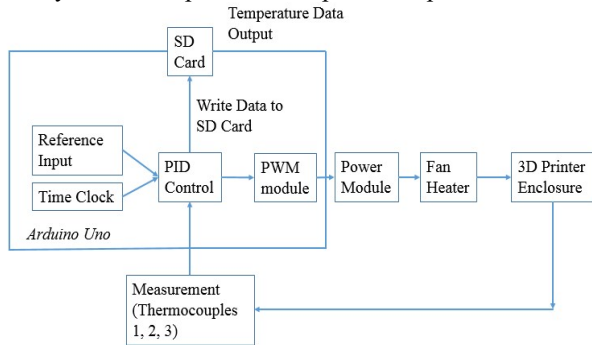 Temperature Data
Output
SD
Card
Write Data to
SD Card
Reference
Input
Time Clock
PID
Control
PWM
module
Power
Module
Fan
Heater
3D Printer
Enclosure
Arduino Uno
Measurement
(Thermocouples
1, 2, 3)